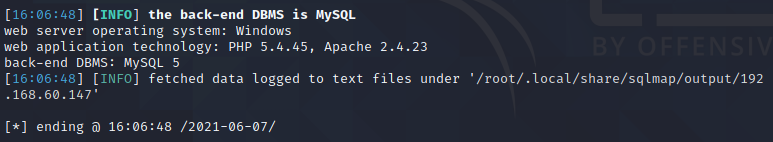 [16:06:48] [INFO] the back-end DBMS is MySQL
web server operating system: Windows
web application technology: PHP 5.4.45, Apache 2.4.23
back-end DBMS: MySQL 5
[16:06:48] [INFO] fetched data logged to text files under '/root/.local/share/sqlmap/output/192
.168.60.147'
[*] ending @ 16:06:48 /2021-06-07/
BY OFFENSIV